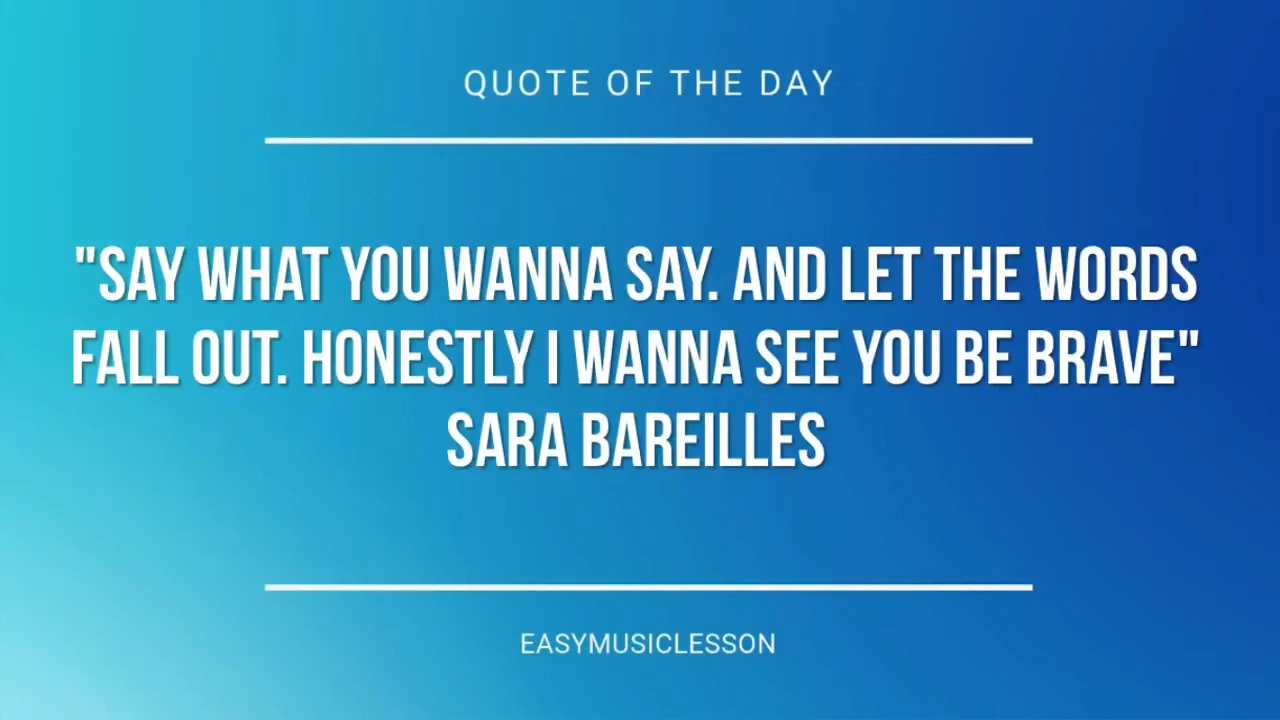 QUOTE OF THE DAY
"SAY WHAT YOU WANNA SAY. AND LET THE WORDS
FALL OUT. HONESTLY I WANNA SEE YOU BE BRAVE"
SARA BAREILLES
EASYMUSICLESSON